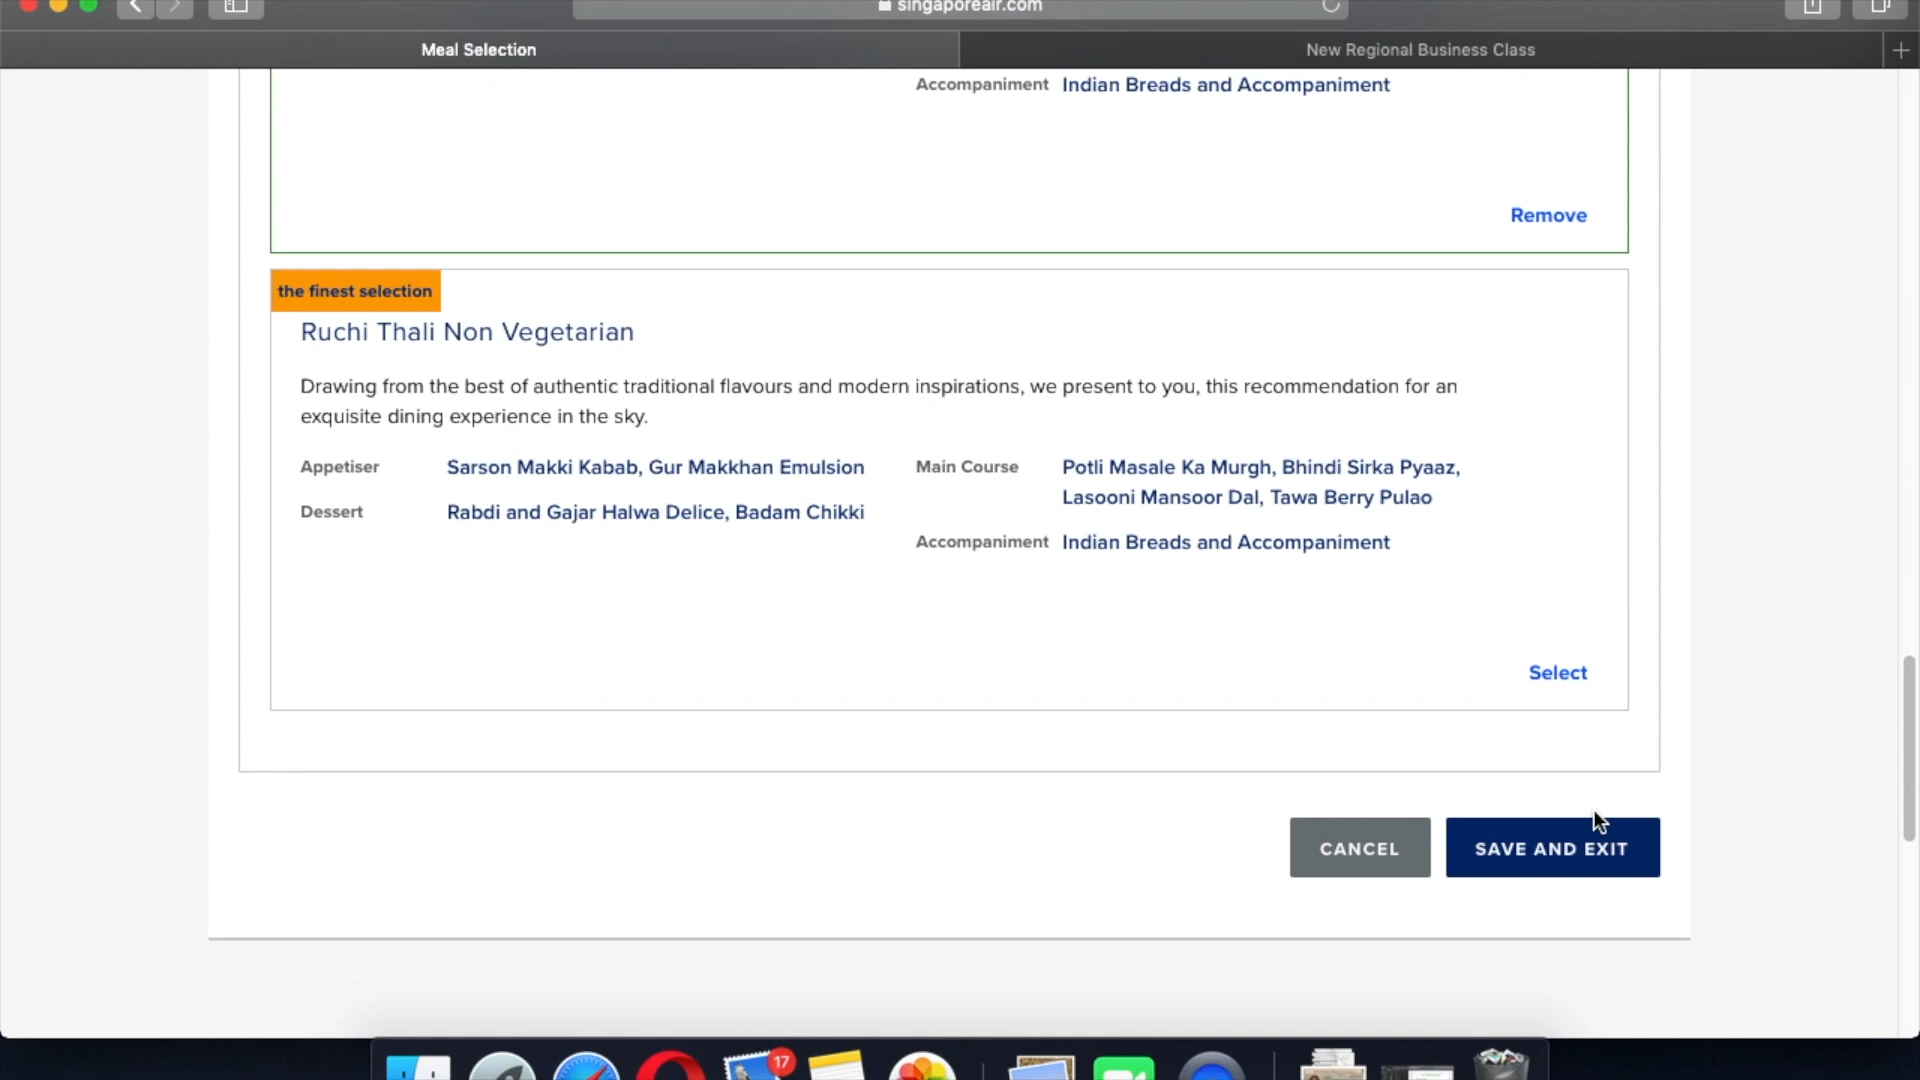 singaporeair.com
Meal Selection
New Regional Business Class
Accompaniment Indian Breads and Accompaniment
Remove
the finest selection
Ruchi Thali Non Vegetarian
Drawing from the best of authentic traditional flavours and modern inspirations, we present to you, this recommendation for an
exquisite dining experience in the sky.
Appetiser Sarson Makki Kabab, Gur Makkhan Emulsion
Dessert Rabdi and Gajar Halwa Delice, Badam Chikki
Main Course Potli Masale Ka Murgh, Bhindi Sirka Pyaaz,
Lasooni Mansoor Dal, Tawa Berry Pulao
Accompaniment Indian Breads and Accompaniment
Select
CANCEL
SAVE AND EXIT
17